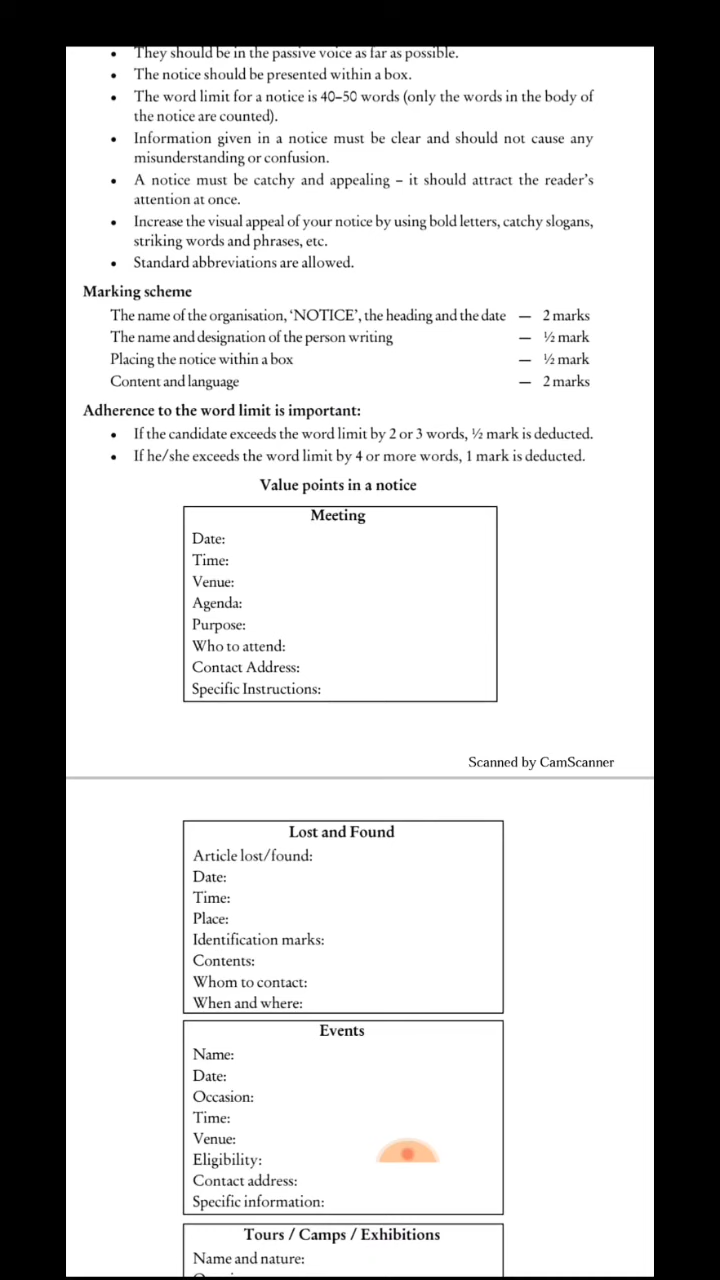 • They should be in the passive voice as far as possible.
• The notice should be presented within a box.
• The word limit for a notice is 40–50 words (only the words in the body of
the notice are counted).
• Information given in a notice must be clear and should not cause any
misunderstanding or confusion.
• A notice must be catchy and appealing – it should attract the reader's
attention at once.
• Increase the visual appeal of your notice by using bold letters, catchy slogans,
striking words and phrases, etc.
• Standard abbreviations are allowed.
Marking scheme
The name of the organisation, 'NOTICE', the heading and the date — 2 marks
The name and designation of the person writing — ½ mark
Placing the notice within a box — ½ mark
Content and language — 2 marks
Adherence to the word limit is important:
• If the candidate exceeds the word limit by 2 or 3 words, ½ mark is deducted.
• If he/she exceeds the word limit by 4 or more words, 1 mark is deducted.
Value points in a notice
Meeting
Date:
Time:
Venue:
Agenda:
Purpose:
Who to attend:
Contact Address:
Specific Instructions:
Scanned by CamScanner
Lost and Found
Article lost/found:
Date:
Time:
Place:
Identification marks:
Contents:
Whom to contact:
When and where:
Events
Name:
Date:
Occasion:
Time:
Venue:
Eligibility:
Contact address:
Specific information:
Tours / Camps / Exhibitions
Name and nature: